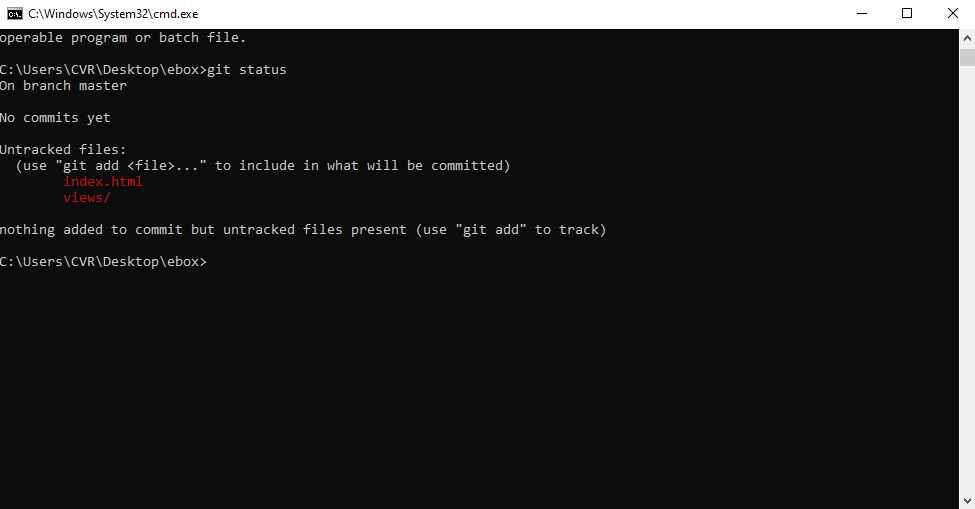 C:\Windows\System32\cmd.exe
operable program or batch file.
C:\Users\CVR\Desktop\ebox>git status
On branch master
No commits yet
Untracked files:
  (use "git add <file>..." to include in what will be committed)
        index.html
        views/
nothing added to commit but untracked files present (use "git add" to track)
C:\Users\CVR\Desktop\ebox>